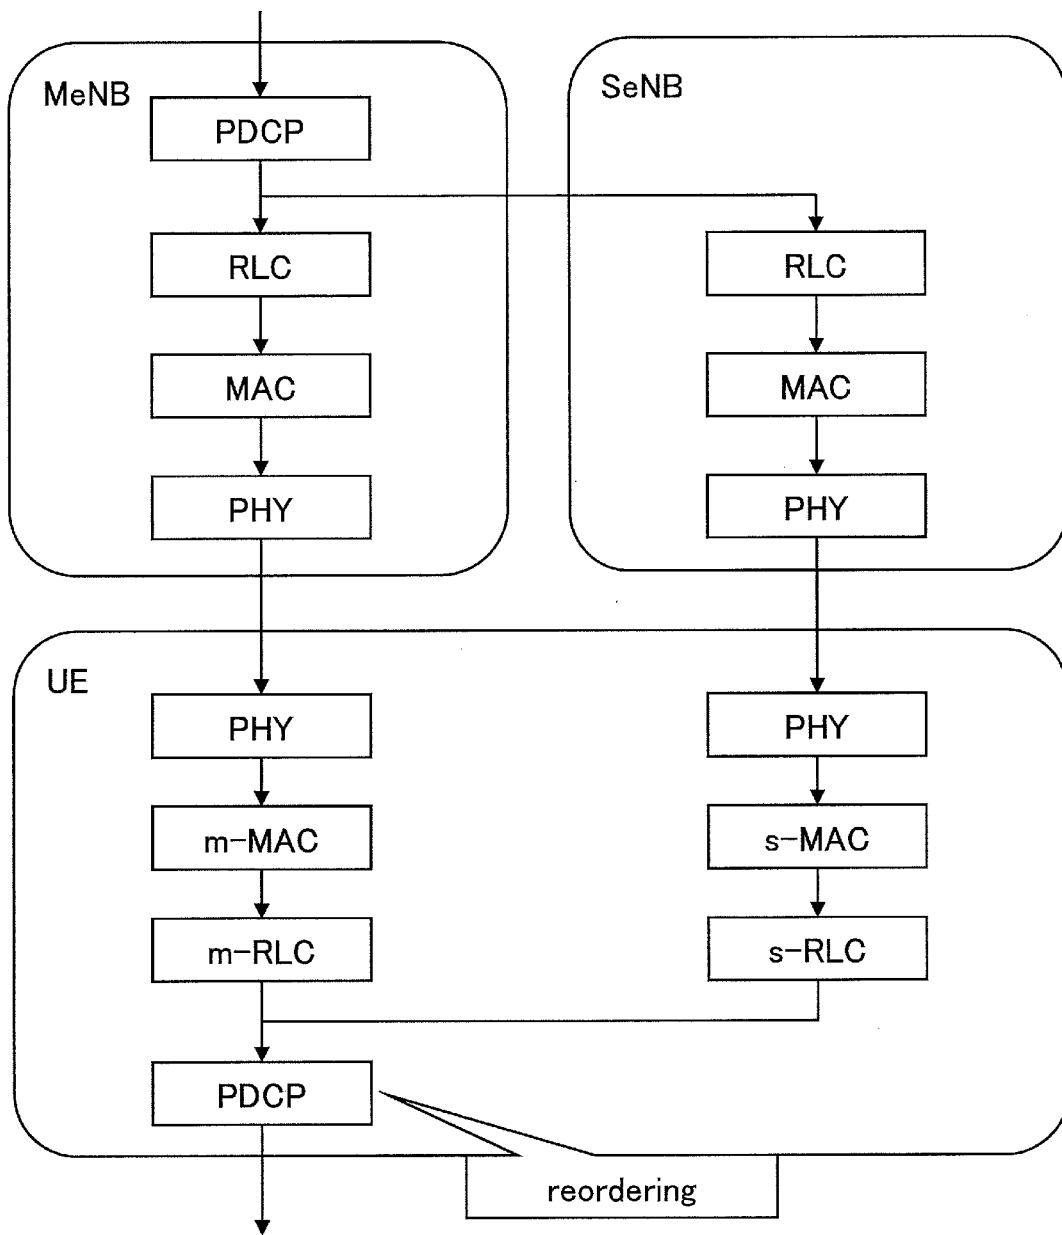 MeNB
SeNB
PDCP
RLC
RLC
MAC
MAC
PHY
PHY
UE
PHY
PHY
m-MAC
s-MAC
m-RLC
s-RLC
PDCP
reordering